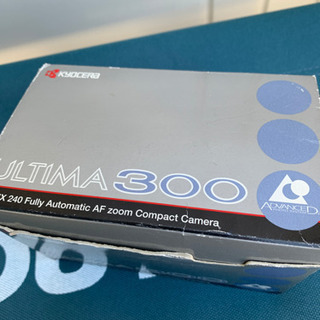 KYOCERA
ULTIMA 300
240 Fully Automatic AF zoom Compact Camera
ADVANCED